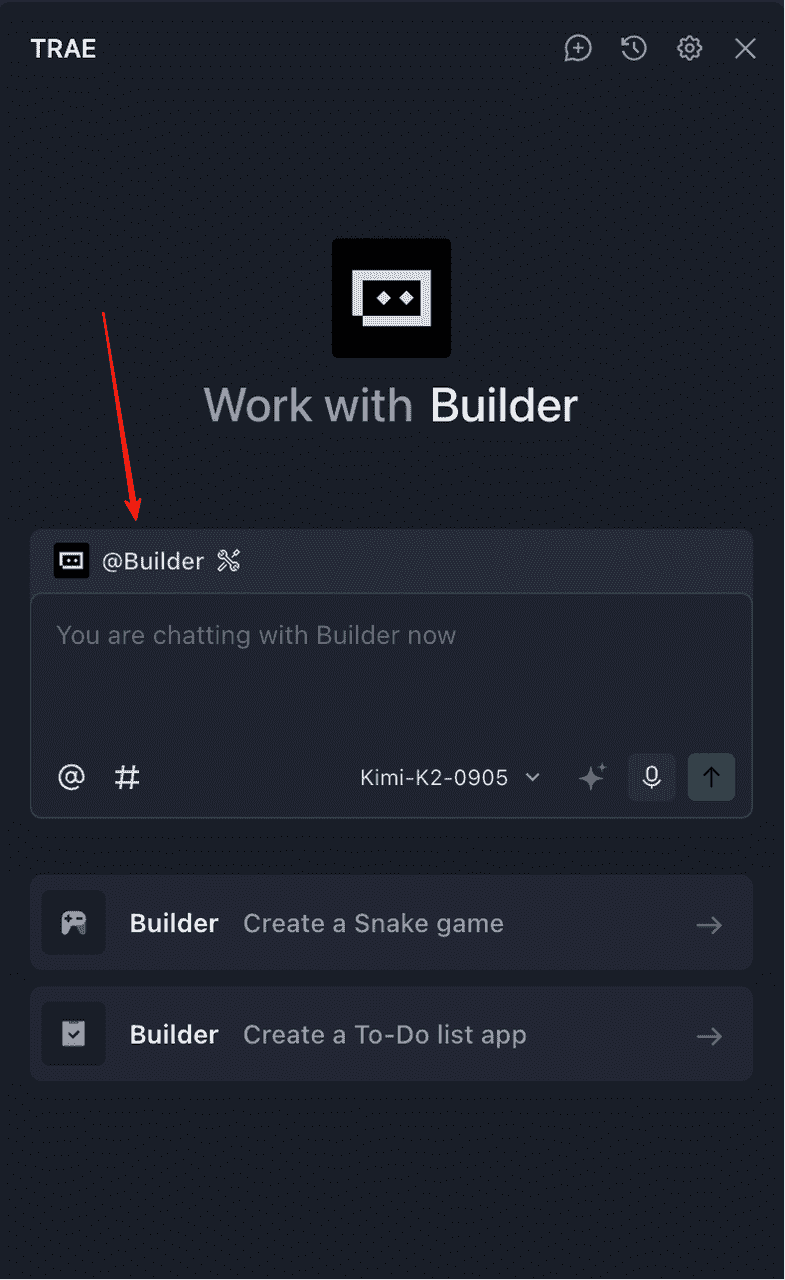 TRAE
Work with Builder
@Builder
You are chatting with Builder now
@ # Kimi-K2-0905
Builder Create a Snake game
Builder Create a To-Do list app